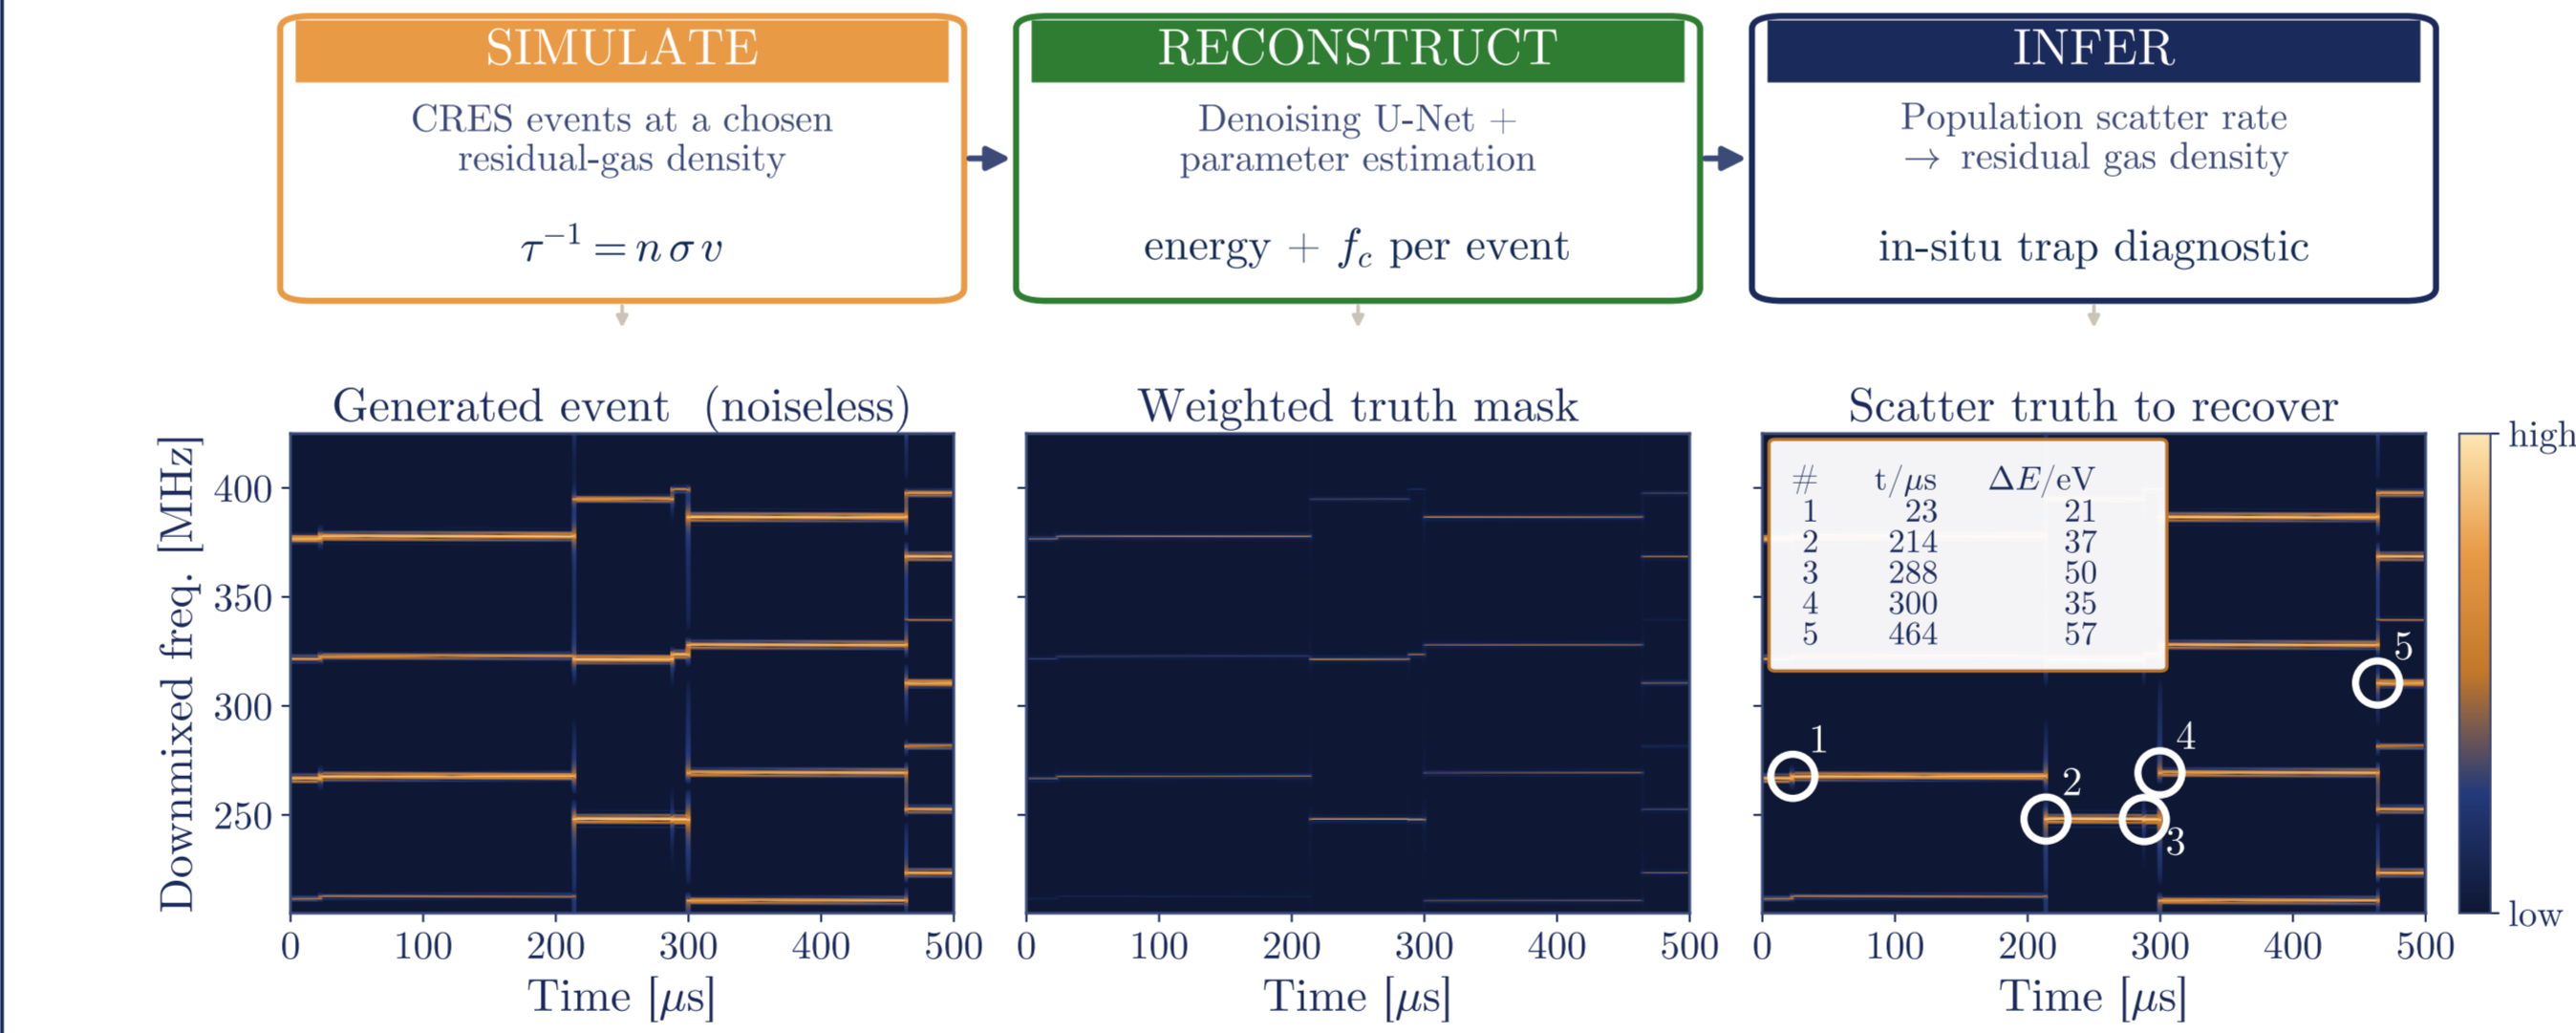 SIMULATE
CRES events at a chosen
residual-gas density
τ⁻¹ = n σ v
RECONSTRUCT
Denoising U-Net +
parameter estimation
energy + f_c per event
INFER
Population scatter rate
→ residual gas density
in-situ trap diagnostic
Generated event (noiseless)
Downmixed freq. [MHz]
400
350
300
250
0 100 200 300 400 500
Time [μs]
Weighted truth mask
0 100 200 300 400 500
Time [μs]
Scatter truth to recover
# t/μs ΔE/eV
1 23 21
2 214 37
3 288 50
4 300 35
5 464 57
5
1
4
2
3
0 100 200 300 400 500
Time [μs]
high
low